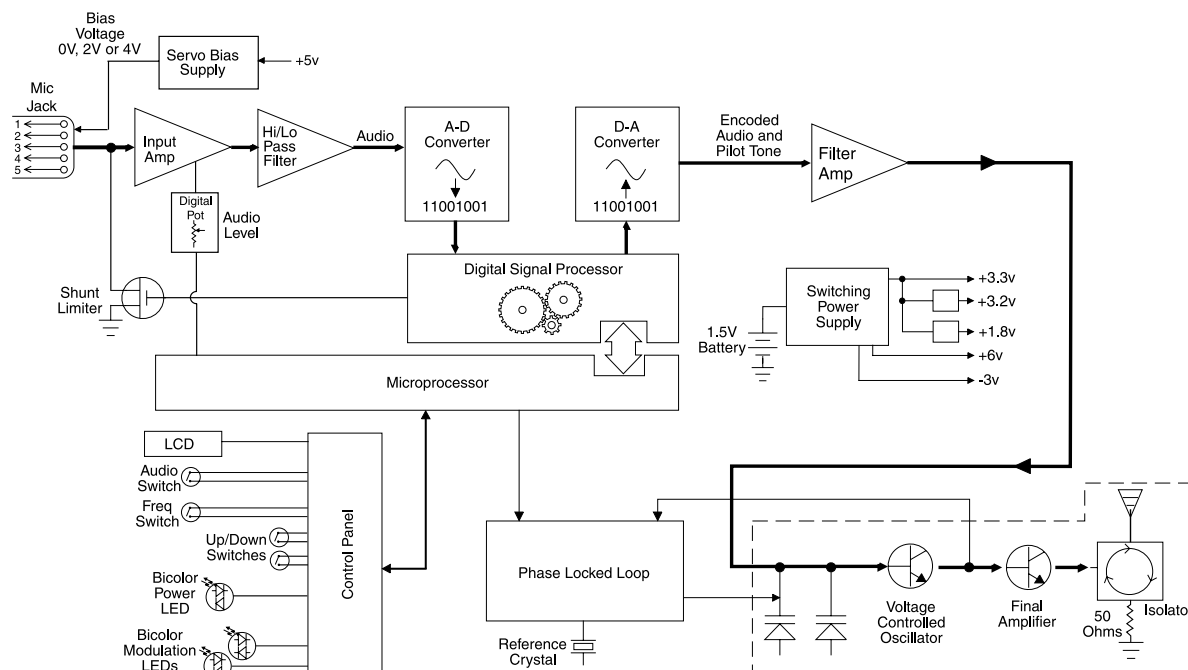 Bias
Voltage
0V, 2V or 4V
Servo Bias
Supply
+5v
Mic
Jack
1
2
3
4
5
Input
Amp
Hi/Lo
Pass
Filter
Audio
A-D
Converter
11001001
D-A
Converter
11001001
Encoded
Audio and
Pilot Tone
Filter
Amp
Digital
Pot
Audio
Level
Shunt
Limiter
Digital Signal Processor
Switching
Power
Supply
1.5V
Battery
+3.3v
+3.2v
+1.8v
+6v
-3v
Microprocessor
LCD
Audio
Switch
Freq
Switch
Up/Down
Switches
Bicolor
Power
LED
Bicolor
Modulation
LEDs
Control Panel
Phase Locked Loop
Reference
Crystal
Voltage
Controlled
Oscillator
Final
Amplifier
50
Ohms
Isolato